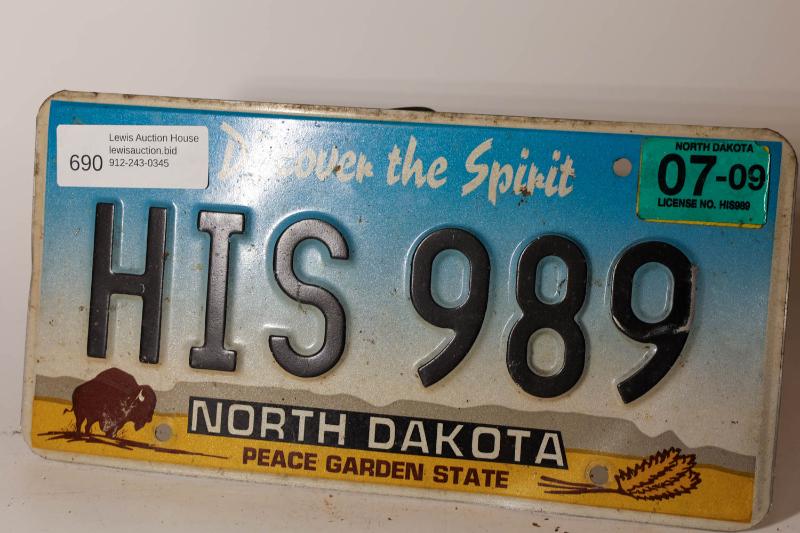 Lewis Auction House
lewisauction.bid
690 912-243-0345
Discover the Spirit
NORTH DAKOTA
07-09
LICENSE NO. HIS989
HIS 989
NORTH DAKOTA
PEACE GARDEN STATE